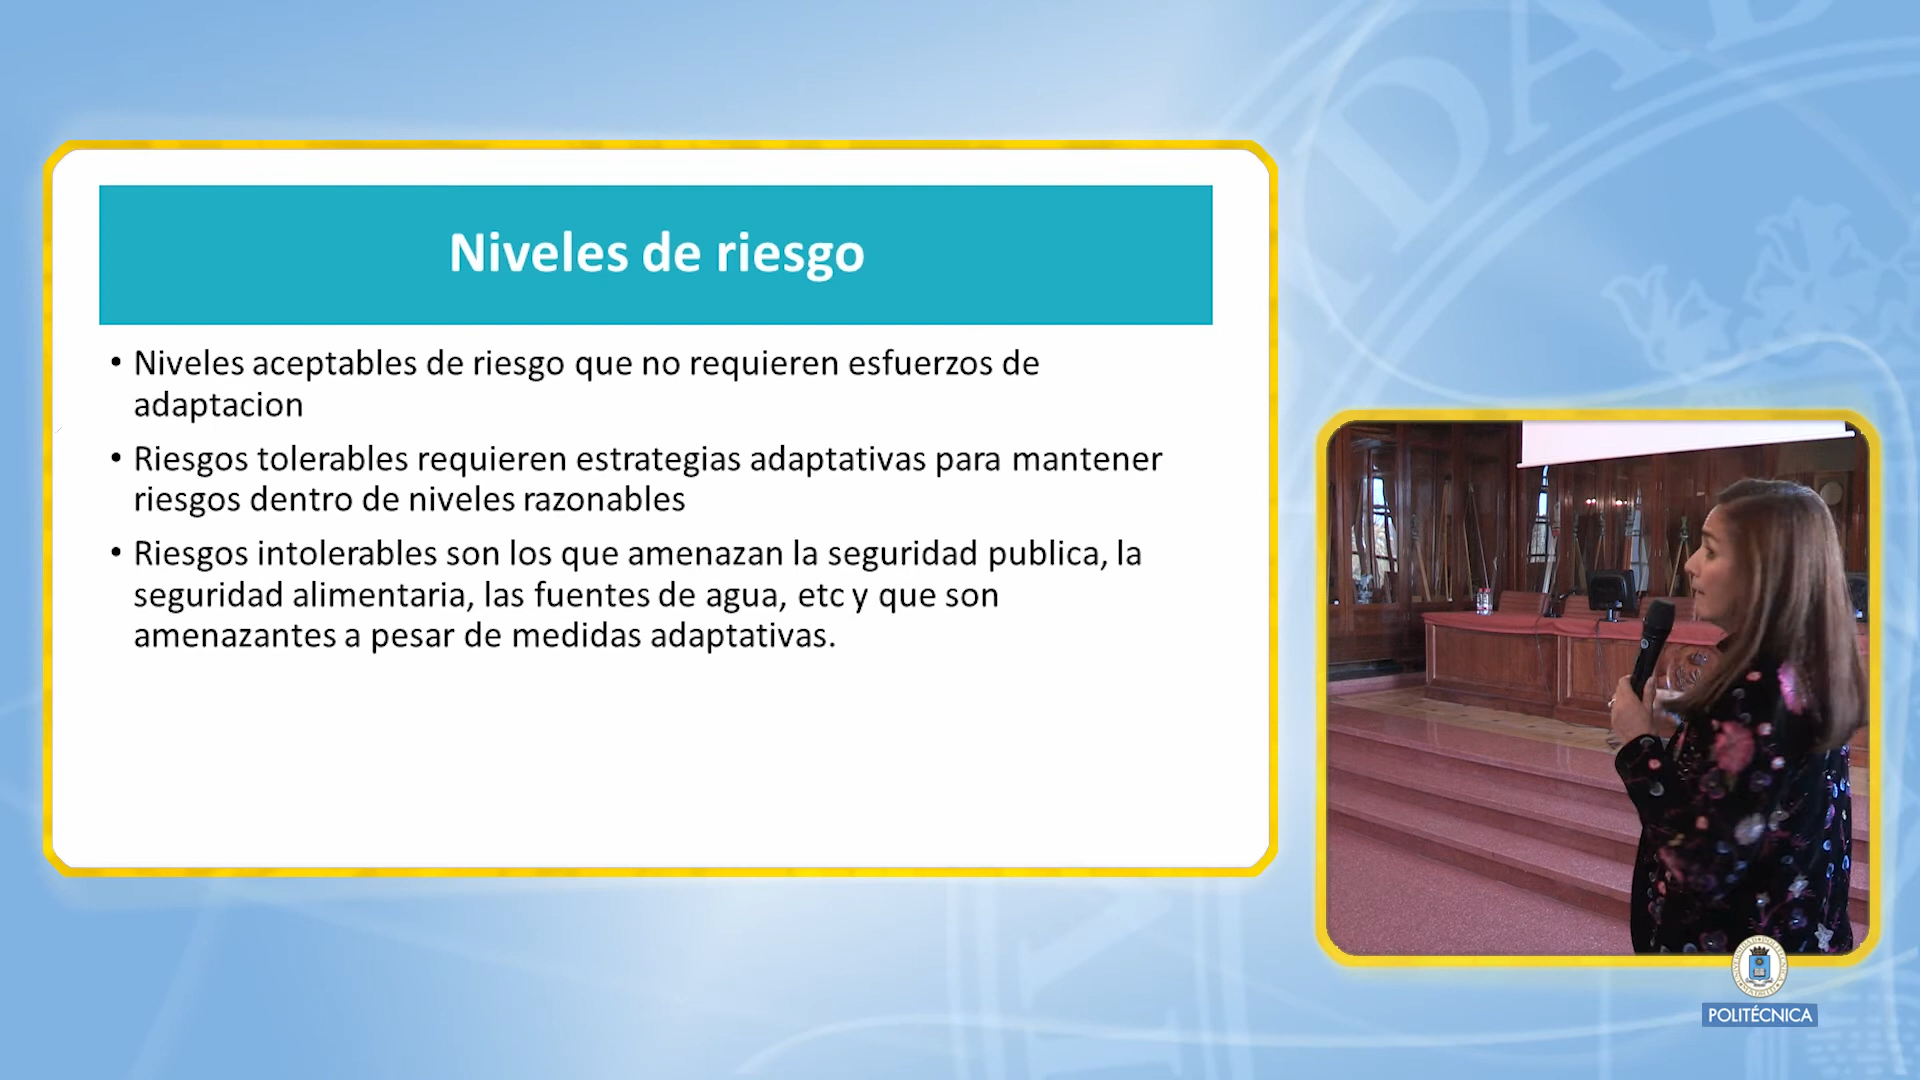 Niveles de riesgo
• Niveles aceptables de riesgo que no requieren esfuerzos de
adaptacion
• Riesgos tolerables requieren estrategias adaptativas para mantener
riesgos dentro de niveles razonables
• Riesgos intolerables son los que amenazan la seguridad publica, la
seguridad alimentaria, las fuentes de agua, etc y que son
amenazantes a pesar de medidas adaptativas.
POLITÉCNICA